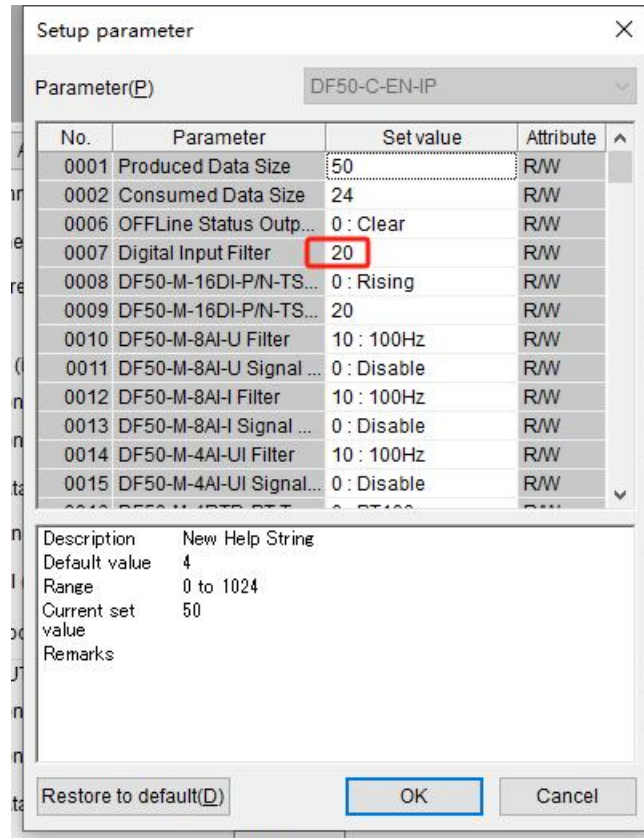 Setup parameter
Parameter(P) DF50-C-EN-IP
No. Parameter Set value Attribute
0001 Produced Data Size 50 R/W
0002 Consumed Data Size 24 R/W
0006 OFFLine Status Outp... 0 : Clear R/W
0007 Digital Input Filter 20 R/W
0008 DF50-M-16DI-P/N-TS... 0 : Rising R/W
0009 DF50-M-16DI-P/N-TS... 20 R/W
0010 DF50-M-8AI-U Filter 10 : 100Hz R/W
0011 DF50-M-8AI-U Signal ... 0 : Disable R/W
0012 DF50-M-8AI-I Filter 10 : 100Hz R/W
0013 DF50-M-8AI-I Signal ... 0 : Disable R/W
0014 DF50-M-4AI-UI Filter 10 : 100Hz R/W
0015 DF50-M-4AI-UI Signal... 0 : Disable R/W
Description New Help String
Default value 4
Range 0 to 1024
Current set value 50
Remarks
Restore to default(D) OK Cancel